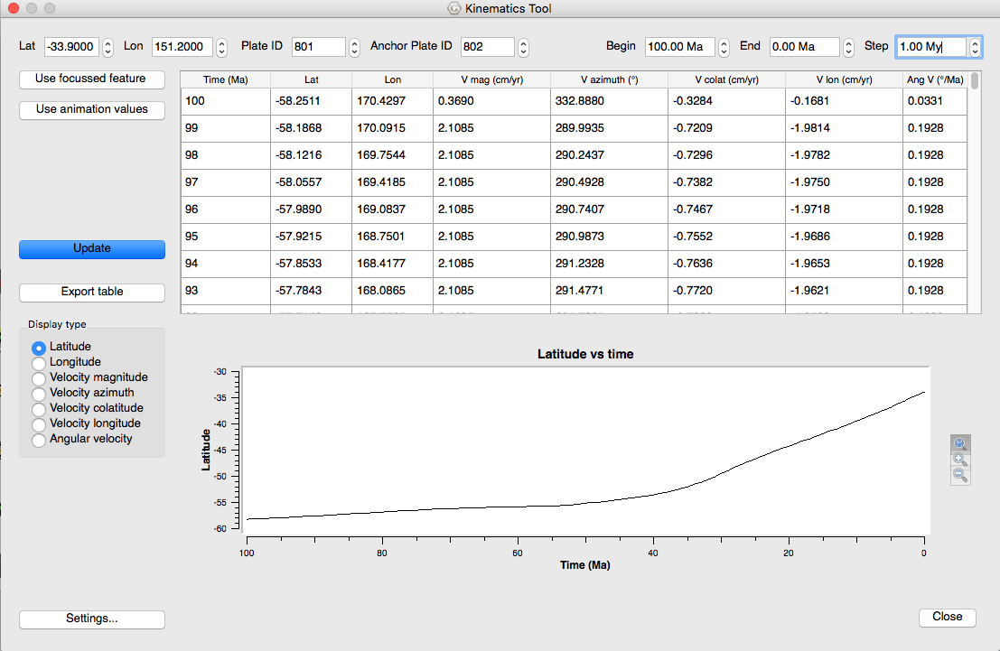 Kinematics Tool
Lat -33.9000 Lon 151.2000 Plate ID 801 Anchor Plate ID 802 Begin 100.00 Ma End 0.00 Ma Step 1.00 My
Use focussed feature
Use animation values
Update
Export table
Time (Ma) Lat Lon V mag (cm/yr) V azimuth (°) V colat (cm/yr) V lon (cm/yr) Ang V (°/Ma)
100 -58.2511 170.4297 0.3690 332.8880 -0.3284 -0.1681 0.0331
99 -58.1868 170.0915 2.1085 289.9935 -0.7209 -1.9814 0.1928
98 -58.1216 169.7544 2.1085 290.2437 -0.7296 -1.9782 0.1928
97 -58.0557 169.4185 2.1085 290.4928 -0.7382 -1.9750 0.1928
96 -57.9890 169.0837 2.1085 290.7407 -0.7467 -1.9718 0.1928
95 -57.9215 168.7501 2.1085 290.9873 -0.7552 -1.9686 0.1928
94 -57.8533 168.4177 2.1085 291.2328 -0.7636 -1.9653 0.1928
93 -57.7843 168.0865 2.1085 291.4771 -0.7720 -1.9621 0.1928
Display type
Latitude
Longitude
Velocity magnitude
Velocity azimuth
Velocity colatitude
Velocity longitude
Angular velocity
Latitude vs time
Latitude
-30
-35
-40
-45
-50
-55
-60
100 80 60 40 20 0
Time (Ma)
Settings...
Close